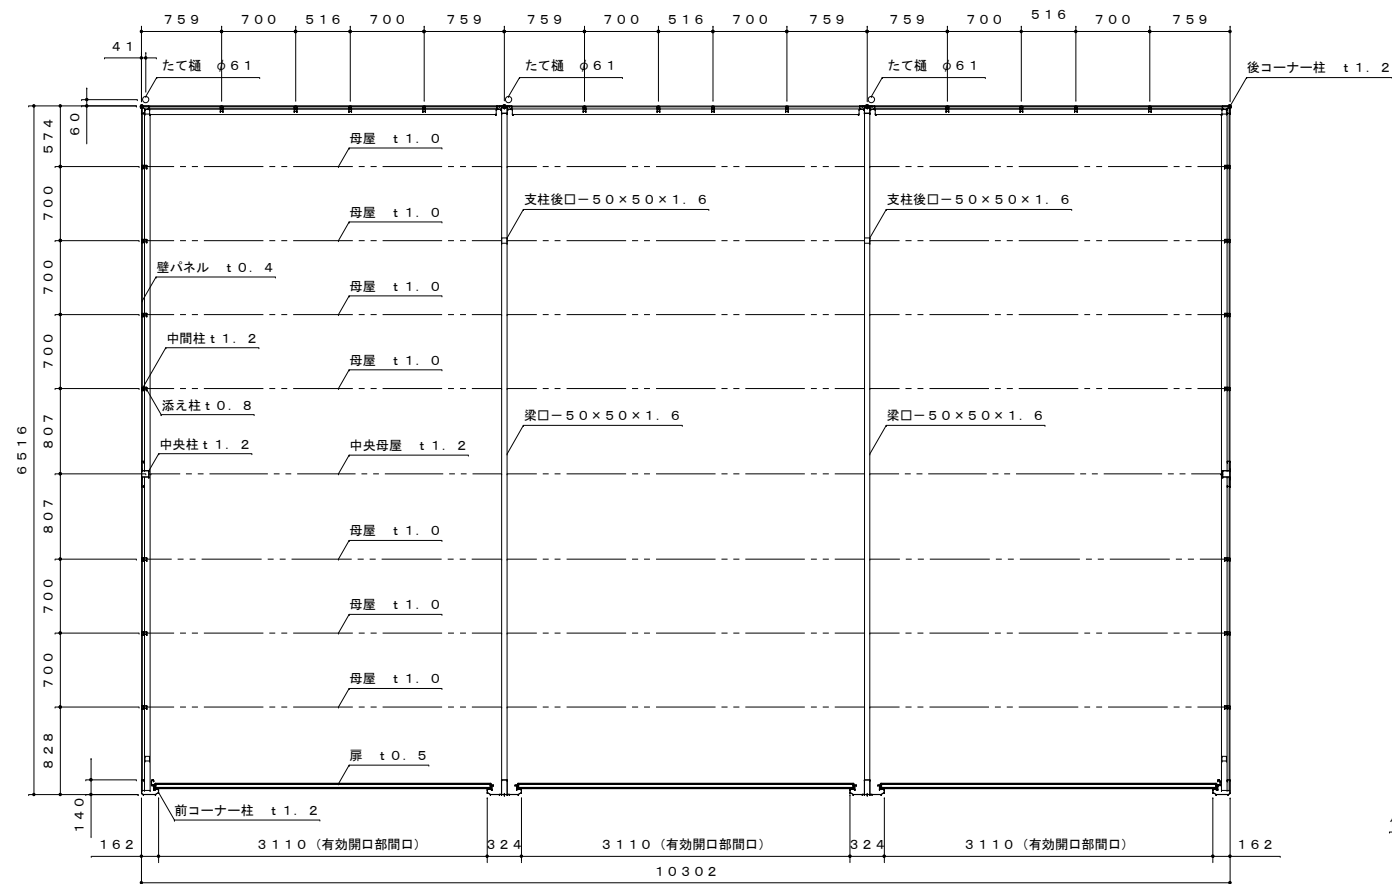 759 700 516 700 759 759 700 516 700 759 759 700 516 700 759
41
たて樋 φ61 たて樋 φ61 たて樋 φ61
後コーナー柱 t1.2
60
574
母屋 t1.0
700
支柱後口-50×50×1.6 支柱後口-50×50×1.6
母屋 t1.0
700
壁パネル t0.4
母屋 t1.0
700
中間柱t1.2
母屋 t1.0
添え柱t0.8
807
梁口-50×50×1.6 梁口-50×50×1.6
6516
中央柱t1.2
中央母屋 t1.2
807
母屋 t1.0
700
母屋 t1.0
700
母屋 t1.0
828
扉 t0.5
140
前コーナー柱 t1.2
162 3110(有効開口部間口) 324 3110(有効開口部間口) 324 3110(有効開口部間口) 162
10302